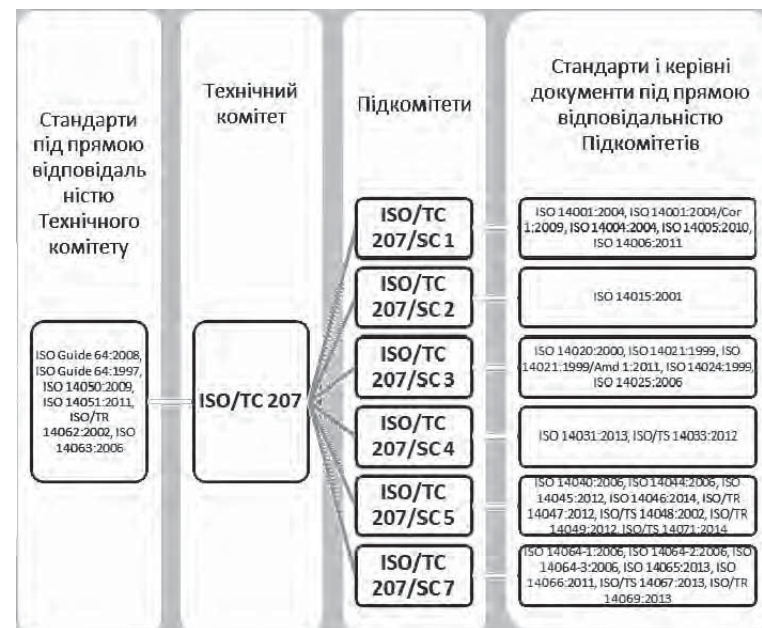 Стандарти
під прямою
відповідаль
ністю
Технічного
комітету
ISO Guide 64:2008,
ISO Guide 64:1997,
ISO 14050:2009,
ISO 14051:2011,
ISO/TR
14062:2002, ISO
14063:2006
Технічний
комітет
ISO/TC 207
Підкомітети
ISO/TC
207/SC 1
ISO/TC
207/SC 2
ISO/TC
207/SC 3
ISO/TC
207/SC 4
ISO/TC
207/SC 5
ISO/TC
207/SC 7
Стандарти і керівні
документи під прямою
відповідальністю
Підкомітетів
ISO 14001:2004, ISO 14001:2004/Cor
1:2009, ISO 14004:2004, ISO 14005:2010,
ISO 14006:2011
ISO 14015:2001
ISO 14020:2000, ISO 14021:1999, ISO
14021:1999/Amd 1:2011, ISO 14024:1999,
ISO 14025:2006
ISO 14031:2013, ISO/TS 14033:2012
ISO 14040:2006, ISO 14044:2006, ISO
14045:2012, ISO 14046:2014, ISO/TR
14047:2012, ISO/TS 14048:2002, ISO/TR
14049:2012, ISO/TS 14071:2014
ISO 14064-1:2006, ISO 14064-2:2006, ISO
14064-3:2006, ISO 14065:2013, ISO
14066:2011, ISO/TS 14067:2013, ISO/TR
14069:2013